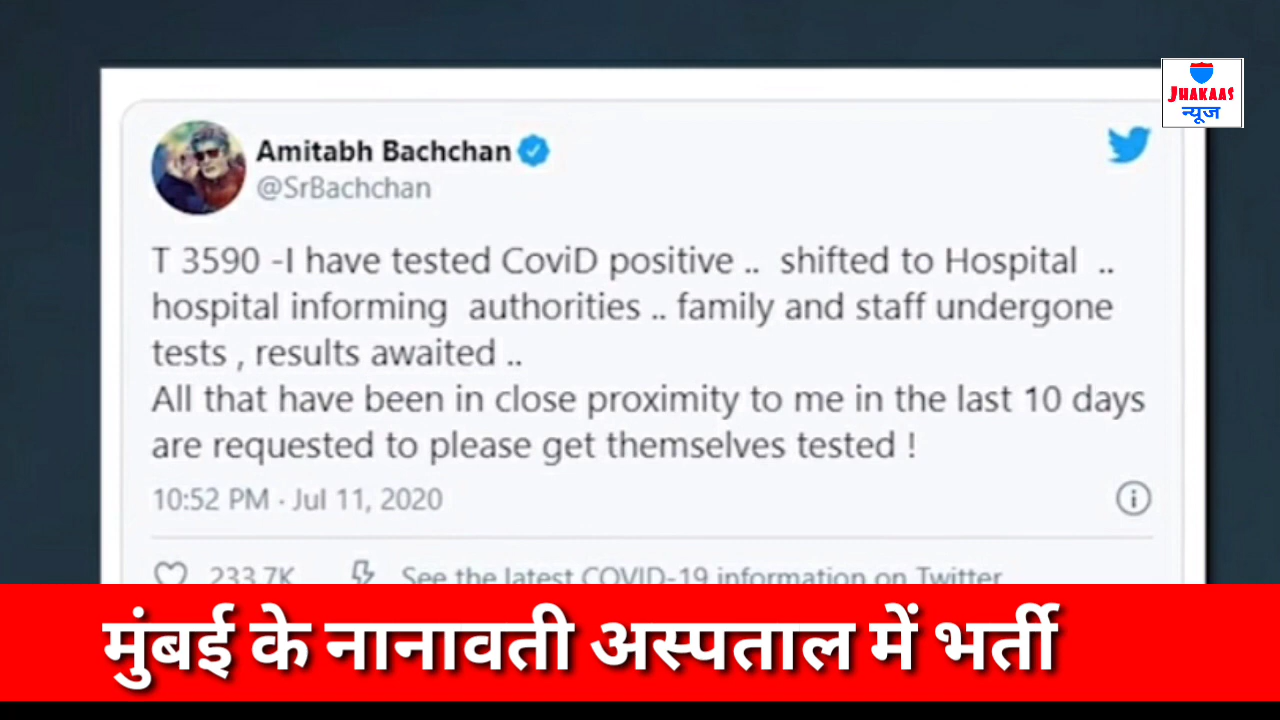 JHAKAAS
न्यूज
Amitabh Bachchan
@SrBachchan
T 3590 -I have tested CoviD positive .. shifted to Hospital ..
hospital informing authorities .. family and staff undergone
tests , results awaited ..
All that have been in close proximity to me in the last 10 days
are requested to please get themselves tested !
10:52 PM · Jul 11, 2020
233.7K See the latest COVID-19 information on Twitter
मुंबई के नानावती अस्पताल में भर्ती